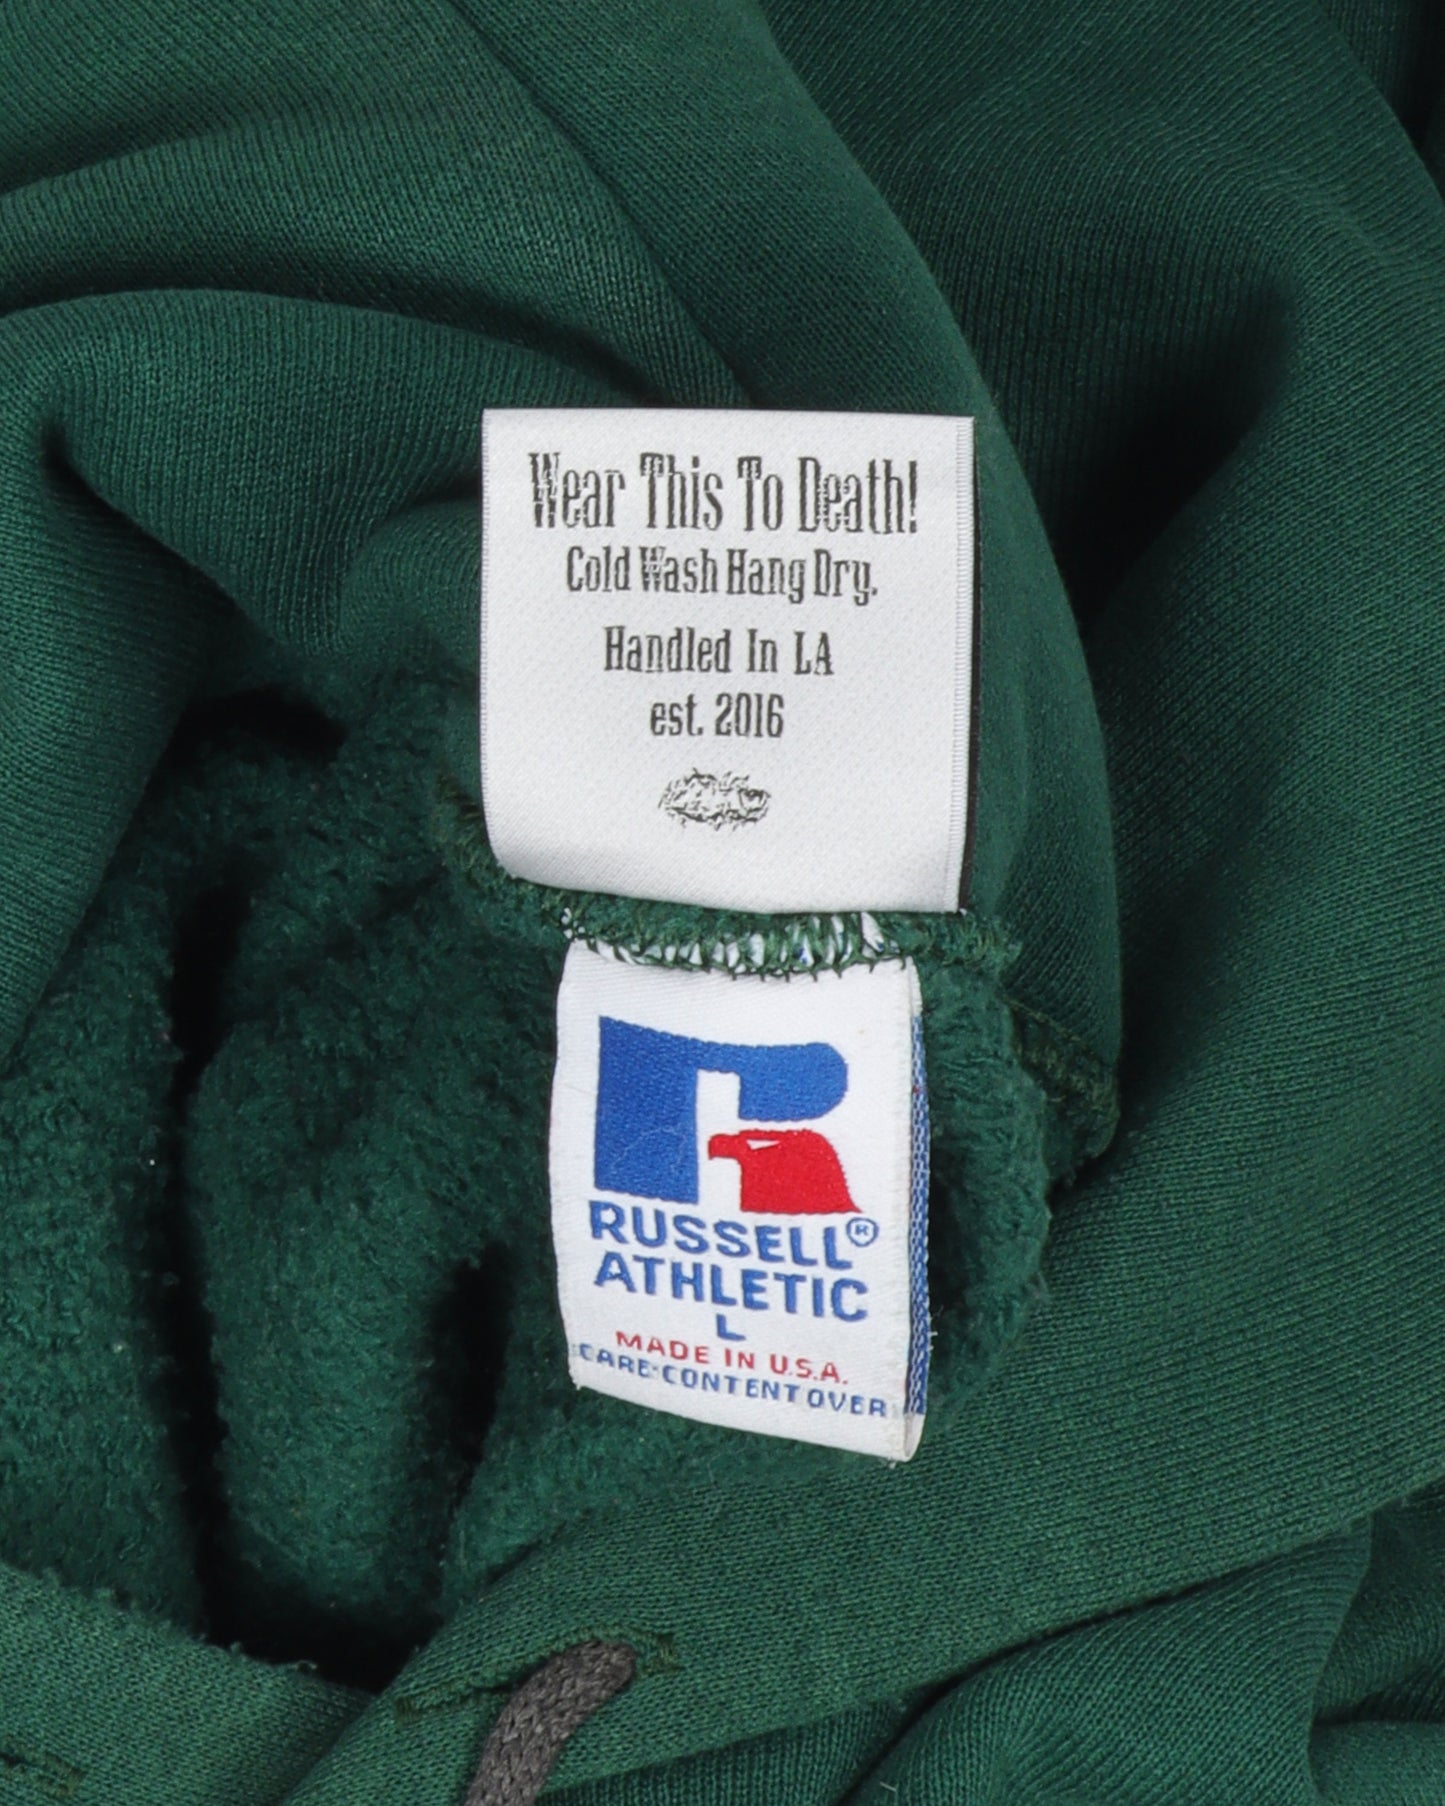 Wear This To Death!
Cold Wash Hang Dry.
Handled In LA
est. 2016
RUSSELL®
ATHLETIC
L
MADE IN U.S.A.
CARE·CONTENT OVER